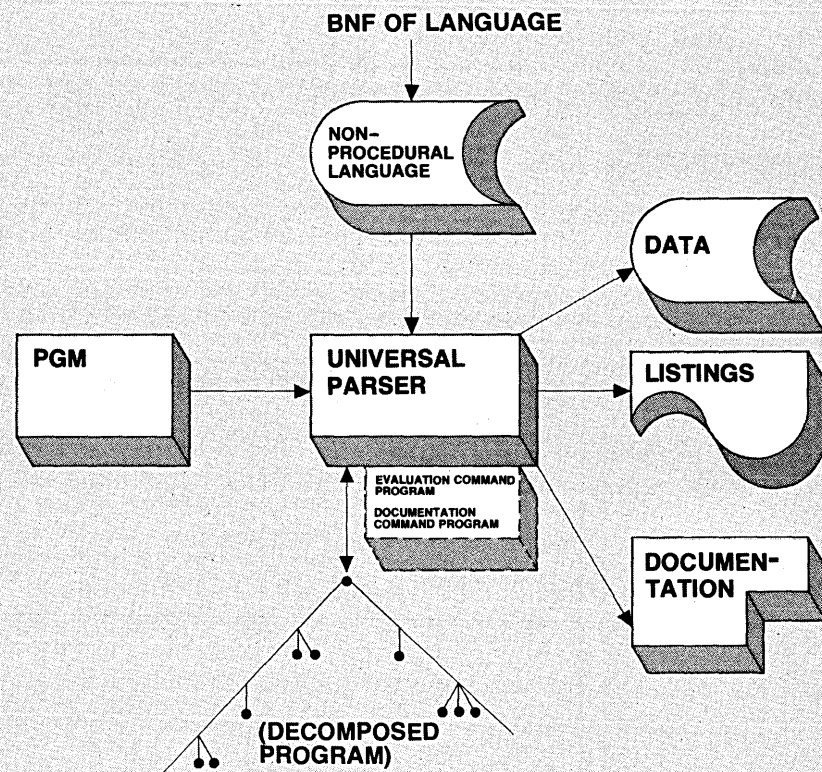 BNF OF LANGUAGE
NON-
PROCEDURAL
LANGUAGE
DATA
PGM
UNIVERSAL
PARSER
LISTINGS
EVALUATION COMMAND
PROGRAM
DOCUMENTATION
COMMAND PROGRAM
DOCUMEN-
TATION
(DECOMPOSED
PROGRAM)